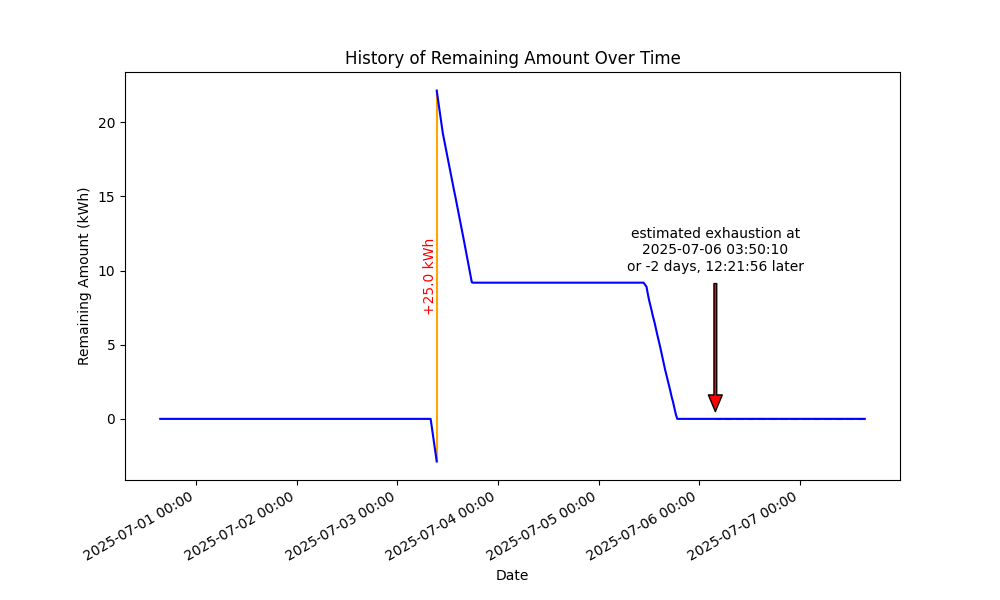 History of Remaining Amount Over Time
Remaining Amount (kWh)
20
15
10
5
0
+25.0 kWh
estimated exhaustion at
2025-07-06 03:50:10
or -2 days, 12:21:56 later
2025-07-01 00:00
2025-07-02 00:00
2025-07-03 00:00
2025-07-04 00:00
2025-07-05 00:00
2025-07-06 00:00
2025-07-07 00:00
Date